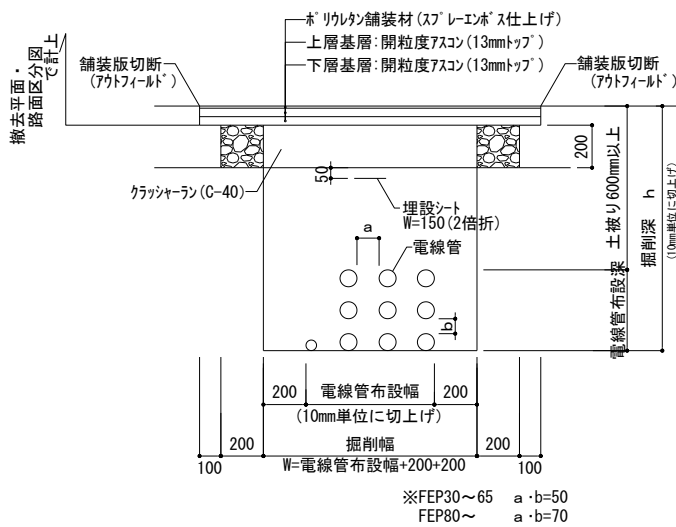 ﾎﾟﾘｳﾚﾀﾝ舗装材(ｽﾌﾟﾚｰｴﾝﾎﾞｽ仕上げ)
上層基層:開粒度ｱｽｺﾝ(13mmﾄｯﾌﾟ)
下層基層:開粒度ｱｽｺﾝ(13mmﾄｯﾌﾟ)
撤去平面・
路面区分図
で計上
舗装版切断
(ｱｳﾄﾌｨｰﾙﾄﾞ)
舗装版切断
(ｱｳﾄﾌｨｰﾙﾄﾞ)
200
50
ｸﾗｯｼｬｰﾗﾝ(C-40)
埋設ｼｰﾄ
W=150(2倍折)
a
電線管
b
土被り600mm以上
電線管布設深
掘削深 h
(10mm単位に切上げ)
200 電線管布設幅 200
(10mm単位に切上げ)
200 掘削幅 200
100 W=電線管布設幅+200+200 100
※FEP30～65 a・b=50
FEP80～ a・b=70